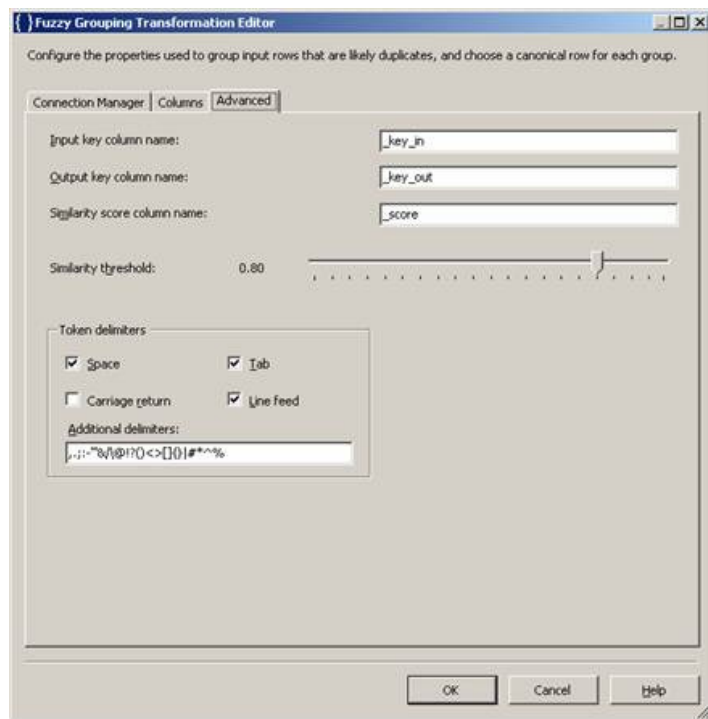 { } Fuzzy Grouping Transformation Editor
Configure the properties used to group input rows that are likely duplicates, and choose a canonical row for each group.
Connection Manager Columns Advanced
Input key column name: _key_in
Output key column name: _key_out
Similarity score column name: _score
Similarity threshold: 0.80
Token delimiters
Space Tab
Carriage return Line feed
Additional delimiters:
,.;:-"'&/\@!?()<>[]{}|#*^%
OK Cancel Help